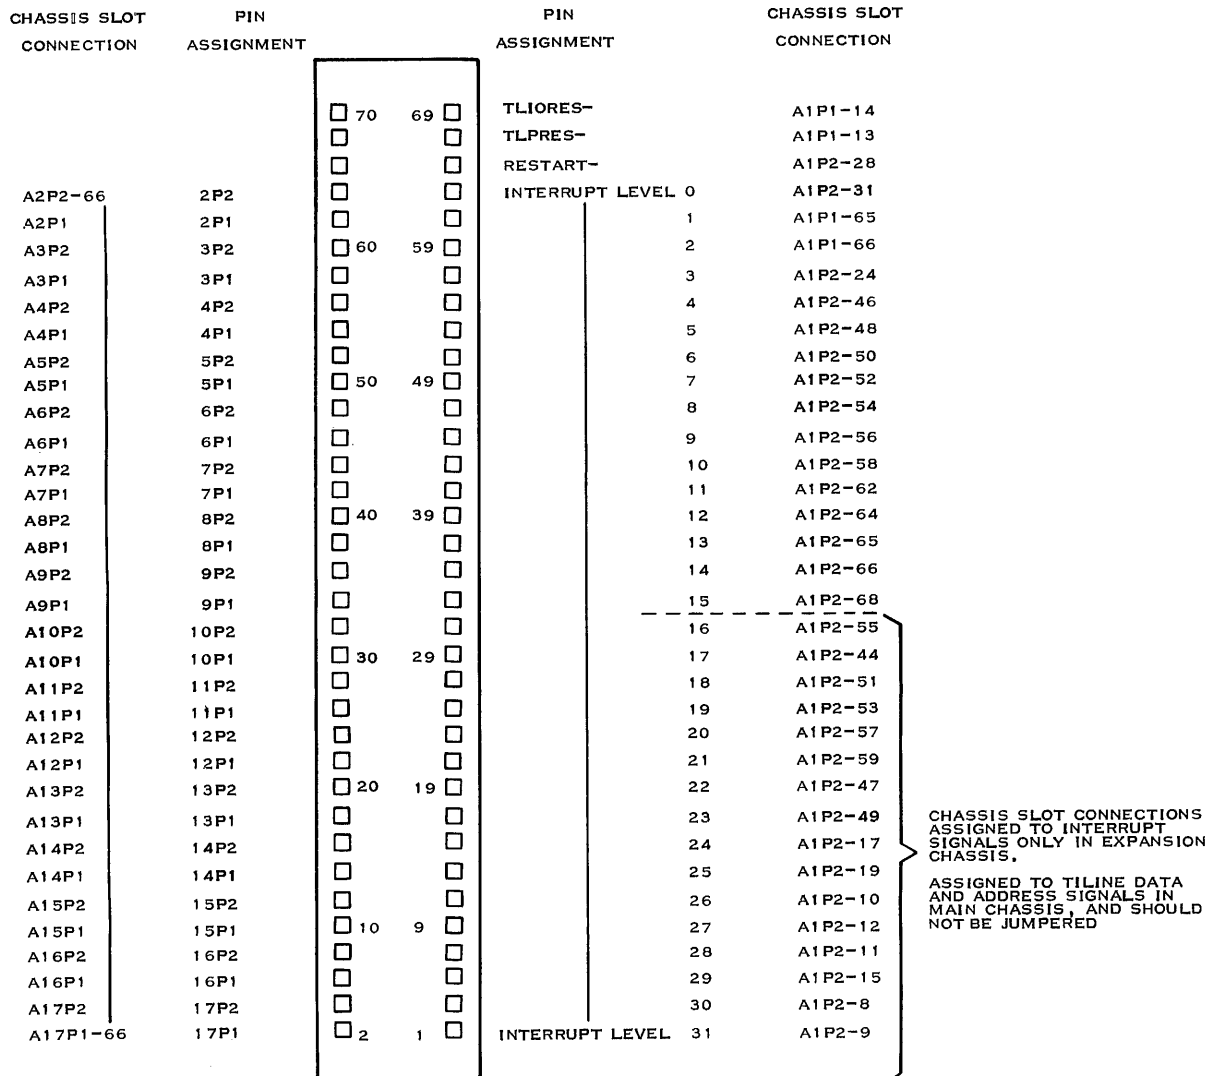 CHASSIS SLOT PIN PIN CHASSIS SLOT
CONNECTION ASSIGNMENT ASSIGNMENT CONNECTION
70 69 TLIORES- A1P1-14
TLPRES- A1P1-13
RESTART- A1P2-28
A2P2-66 2P2 INTERRUPT LEVEL 0 A1P2-31
A2P1 2P1 1 A1P1-65
A3P2 3P2 60 59 2 A1P1-66
A3P1 3P1 3 A1P2-24
A4P2 4P2 4 A1P2-46
A4P1 4P1 5 A1P2-48
A5P2 5P2 6 A1P2-50
A5P1 5P1 50 49 7 A1P2-52
A6P2 6P2 8 A1P2-54
A6P1 6P1 9 A1P2-56
A7P2 7P2 10 A1P2-58
A7P1 7P1 11 A1P2-62
A8P2 8P2 40 39 12 A1P2-64
A8P1 8P1 13 A1P2-65
A9P2 9P2 14 A1P2-66
A9P1 9P1 15 A1P2-68
A10P2 10P2 16 A1P2-55
A10P1 10P1 30 29 17 A1P2-44
A11P2 11P2 18 A1P2-51
A11P1 11P1 19 A1P2-53
A12P2 12P2 20 A1P2-57
A12P1 12P1 21 A1P2-59
A13P2 13P2 20 19 22 A1P2-47
A13P1 13P1 23 A1P2-49
A14P2 14P2 24 A1P2-17
A14P1 14P1 25 A1P2-19
A15P2 15P2 26 A1P2-10
A15P1 15P1 10 9 27 A1P2-12
A16P2 16P2 28 A1P2-11
A16P1 16P1 29 A1P2-15
A17P2 17P2 30 A1P2-8
A17P1-66 17P1 2 1 INTERRUPT LEVEL 31 A1P2-9
CHASSIS SLOT CONNECTIONS
ASSIGNED TO INTERRUPT
SIGNALS ONLY IN EXPANSION
CHASSIS.
ASSIGNED TO TILINE DATA
AND ADDRESS SIGNALS IN
MAIN CHASSIS, AND SHOULD
NOT BE JUMPERED